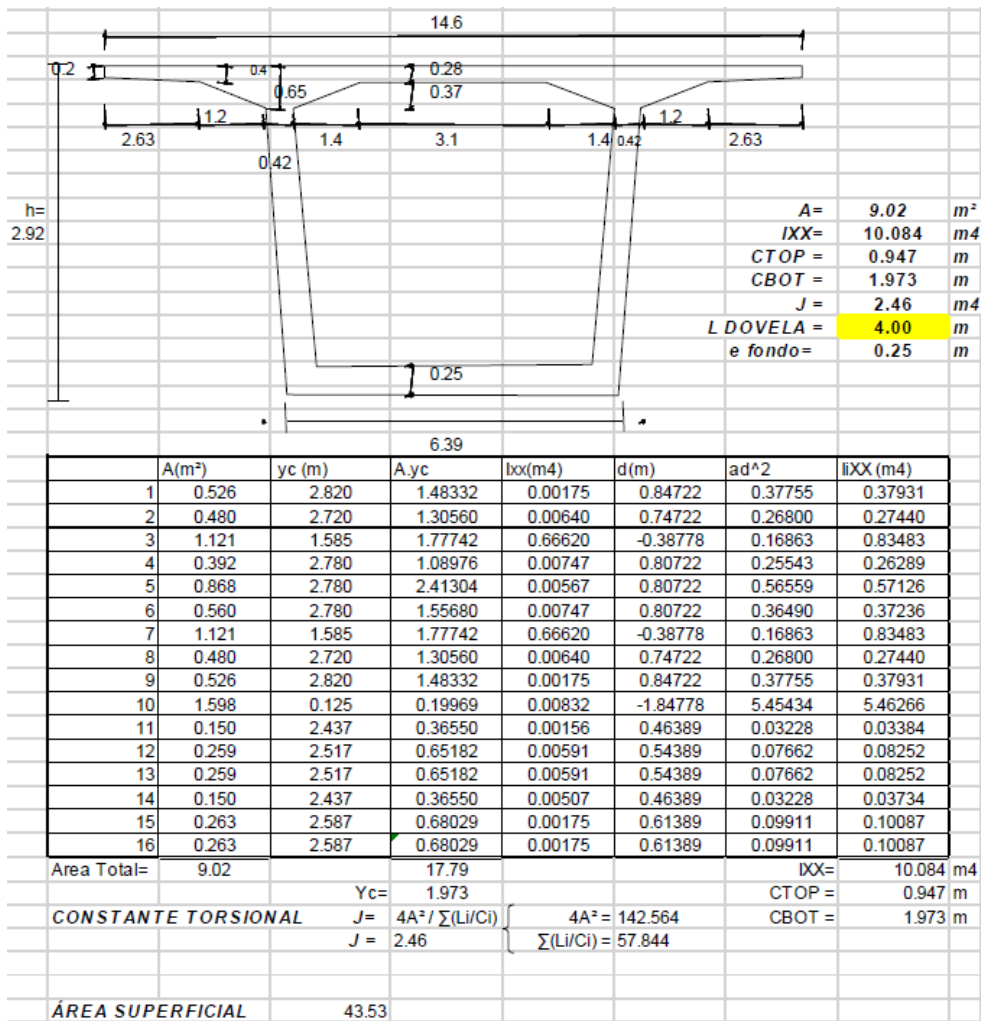 14.6
0.2 0.4 0.28
0.65 0.37
1.2 1.2
2.63 1.4 3.1 1.4 0.42 2.63
0.42
h= A= 9.02 m²
2.92 IXX= 10.084 m4
CTOP = 0.947 m
CBOT = 1.973 m
J = 2.46 m4
L DOVELA = 4.00 m
e fondo= 0.25 m
0.25
6.39
A(m²) yc (m) A.yc Ixx(m4) d(m) ad^2 IiXX (m4)
1 0.526 2.820 1.48332 0.00175 0.84722 0.37755 0.37931
2 0.480 2.720 1.30560 0.00640 0.74722 0.26800 0.27440
3 1.121 1.585 1.77742 0.66620 -0.38778 0.16863 0.83483
4 0.392 2.780 1.08976 0.00747 0.80722 0.25543 0.26289
5 0.868 2.780 2.41304 0.00567 0.80722 0.56559 0.57126
6 0.560 2.780 1.55680 0.00747 0.80722 0.36490 0.37236
7 1.121 1.585 1.77742 0.66620 -0.38778 0.16863 0.83483
8 0.480 2.720 1.30560 0.00640 0.74722 0.26800 0.27440
9 0.526 2.820 1.48332 0.00175 0.84722 0.37755 0.37931
10 1.598 0.125 0.19969 0.00832 -1.84778 5.45434 5.46266
11 0.150 2.437 0.36550 0.00156 0.46389 0.03228 0.03384
12 0.259 2.517 0.65182 0.00591 0.54389 0.07662 0.08252
13 0.259 2.517 0.65182 0.00591 0.54389 0.07662 0.08252
14 0.150 2.437 0.36550 0.00507 0.46389 0.03228 0.03734
15 0.263 2.587 0.68029 0.00175 0.61389 0.09911 0.10087
16 0.263 2.587 0.68029 0.00175 0.61389 0.09911 0.10087
Area Total= 9.02 17.79 IXX= 10.084 m4
Yc= 1.973 CTOP = 0.947 m
CONSTANTE TORSIONAL J= 4A² / ∑(Li/Ci) 4A² = 142.564 CBOT = 1.973 m
J = 2.46 ∑(Li/Ci) = 57.844
ÁREA SUPERFICIAL 43.53